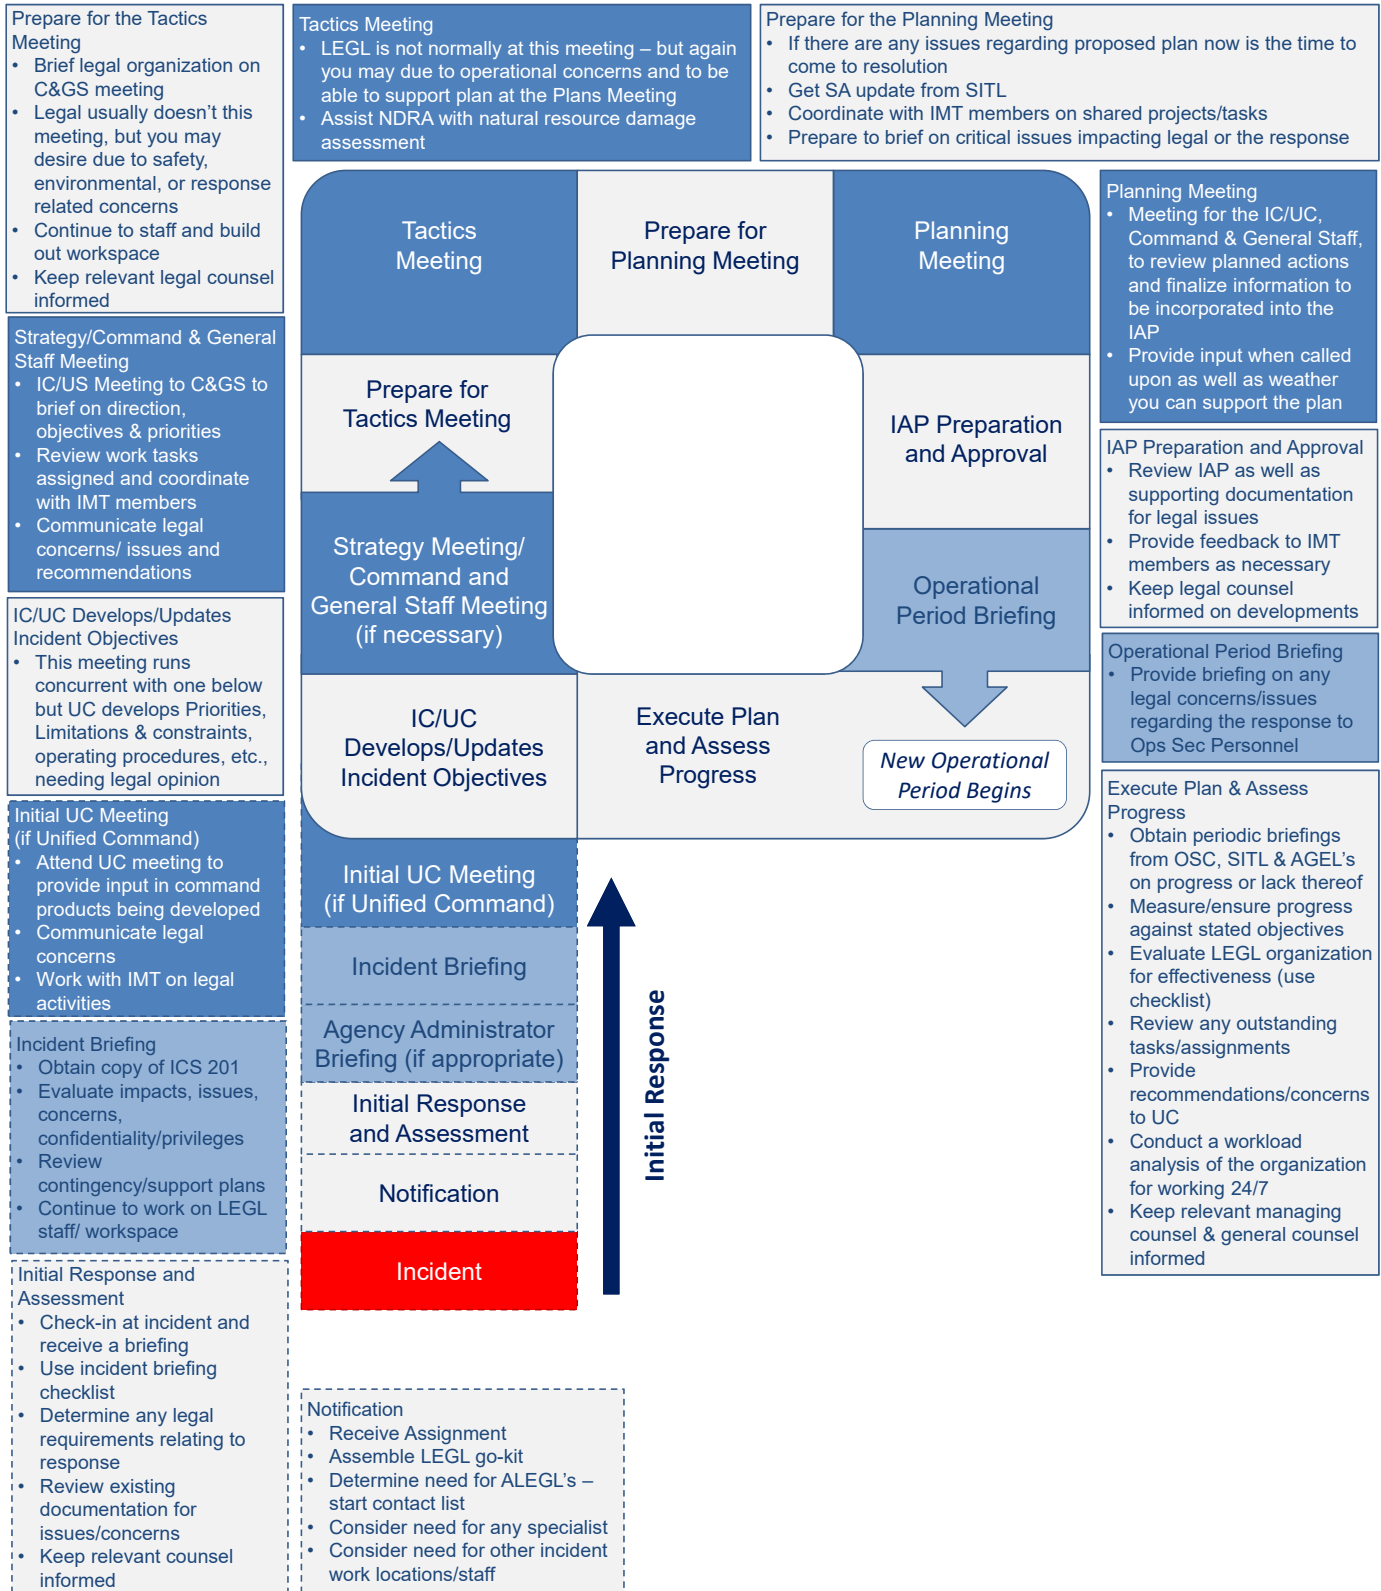 Prepare for the Tactics
Meeting
• Brief legal organization on
C&GS meeting
• Legal usually doesn't this
meeting, but you may
desire due to safety,
environmental, or response
related concerns
• Continue to staff and build
out workspace
• Keep relevant legal counsel
informed
Tactics Meeting
• LEGL is not normally at this meeting – but again
you may due to operational concerns and to be
able to support plan at the Plans Meeting
• Assist NDRA with natural resource damage
assessment
Prepare for the Planning Meeting
• If there are any issues regarding proposed plan now is the time to
come to resolution
• Get SA update from SITL
• Coordinate with IMT members on shared projects/tasks
• Prepare to brief on critical issues impacting legal or the response
Strategy/Command & General
Staff Meeting
• IC/US Meeting to C&GS to
brief on direction,
objectives & priorities
• Review work tasks
assigned and coordinate
with IMT members
• Communicate legal
concerns/ issues and
recommendations
IC/UC Develops/Updates
Incident Objectives
• This meeting runs
concurrent with one below
but UC develops Priorities,
Limitations & constraints,
operating procedures, etc.,
needing legal opinion
Initial UC Meeting
(if Unified Command)
• Attend UC meeting to
provide input in command
products being developed
• Communicate legal
concerns
• Work with IMT on legal
activities
Incident Briefing
• Obtain copy of ICS 201
• Evaluate impacts, issues,
concerns,
confidentiality/privileges
• Review
contingency/support plans
• Continue to work on LEGL
staff/ workspace
Initial Response and
Assessment
• Check-in at incident and
receive a briefing
• Use incident briefing
checklist
• Determine any legal
requirements relating to
response
• Review existing
documentation for
issues/concerns
• Keep relevant counsel
informed
Tactics
Meeting
Prepare for
Planning Meeting
Planning
Meeting
Prepare for
Tactics Meeting
IAP Preparation
and Approval
Strategy Meeting/
Command and
General Staff Meeting
(if necessary)
Operational
Period Briefing
IC/UC
Develops/Updates
Incident Objectives
Execute Plan
and Assess
Progress
New Operational
Period Begins
Initial UC Meeting
(if Unified Command)
Incident Briefing
Agency Administrator
Briefing (if appropriate)
Initial Response
and Assessment
Notification
Incident
Initial Response
Notification
• Receive Assignment
• Assemble LEGL go-kit
• Determine need for ALEGL's –
start contact list
• Consider need for any specialist
• Consider need for other incident
work locations/staff
Planning Meeting
• Meeting for the IC/UC,
Command & General Staff,
to review planned actions
and finalize information to
be incorporated into the
IAP
• Provide input when called
upon as well as weather
you can support the plan
IAP Preparation and Approval
• Review IAP as well as
supporting documentation
for legal issues
• Provide feedback to IMT
members as necessary
• Keep legal counsel
informed on developments
Operational Period Briefing
• Provide briefing on any
legal concerns/issues
regarding the response to
Ops Sec Personnel
Execute Plan & Assess
Progress
• Obtain periodic briefings
from OSC, SITL & AGEL's
on progress or lack thereof
• Measure/ensure progress
against stated objectives
• Evaluate LEGL organization
for effectiveness (use
checklist)
• Review any outstanding
tasks/assignments
• Provide
recommendations/concerns
to UC
• Conduct a workload
analysis of the organization
for working 24/7
• Keep relevant managing
counsel & general counsel
informed